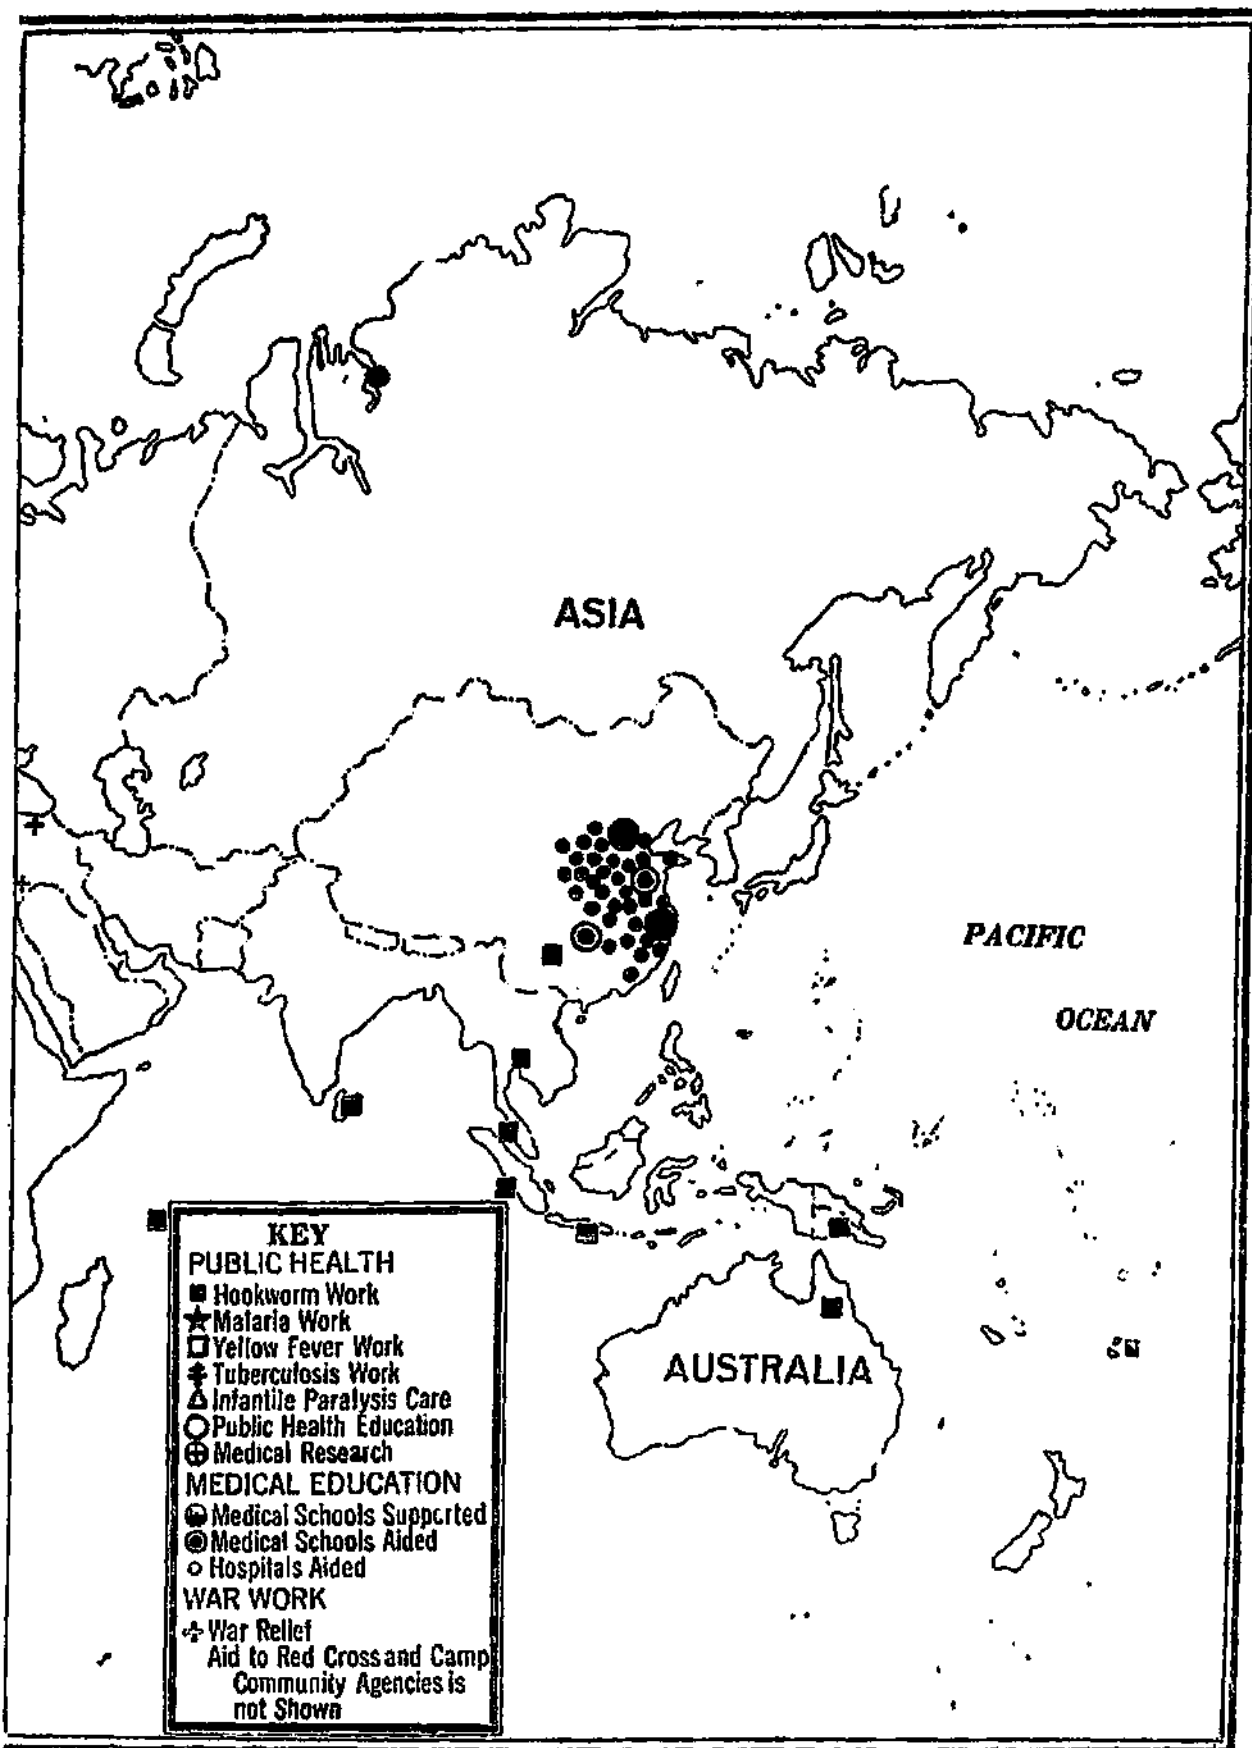 ASIA
PACIFIC
OCEAN
AUSTRALIA
KEY
PUBLIC HEALTH
Hookworm Work
Malaria Work
Yellow Fever Work
Tuberculosis Work
Infantile Paralysis Care
Public Health Education
Medical Research
MEDICAL EDUCATION
Medical Schools Supported
Medical Schools Aided
Hospitals Aided
WAR WORK
War Relief
Aid to Red Cross and Camp
Community Agencies is
not Shown